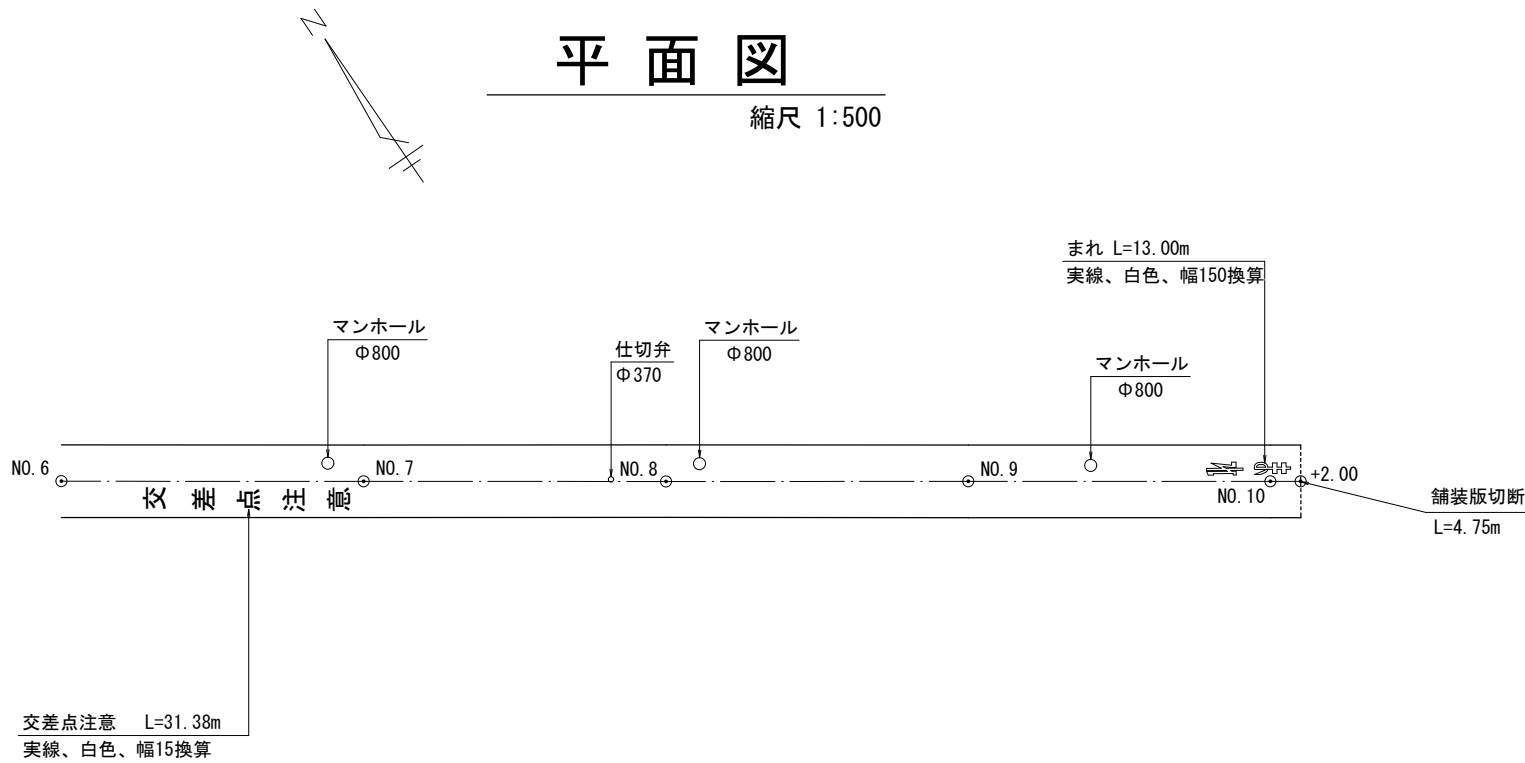 N
平面図
縮尺 1:500
まれ L=13.00m
実線、白色、幅150換算
マンホール
Φ800
マンホール
Φ800
仕切弁
Φ370
マンホール
Φ800
NO.6
NO.7
NO.8
NO.9
NO.10
+2.00
まれ
交差点注意
舗装版切断
L=4.75m
交差点注意 L=31.38m
実線、白色、幅15換算